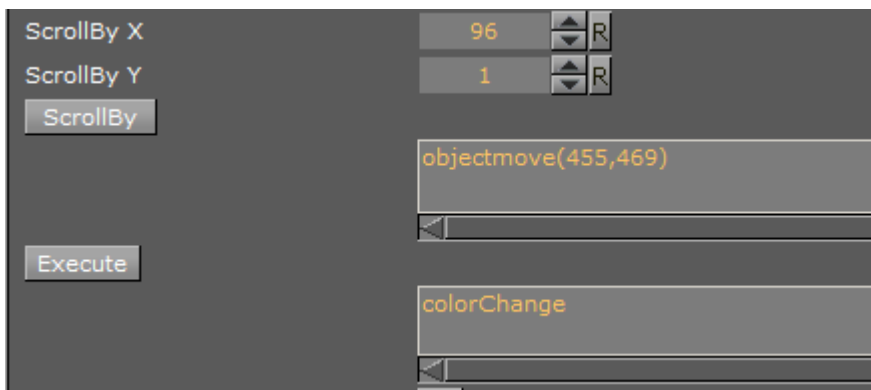 ScrollBy X 96 R
ScrollBy Y 1 R
ScrollBy
objectmove(455,469)
Execute
colorChange